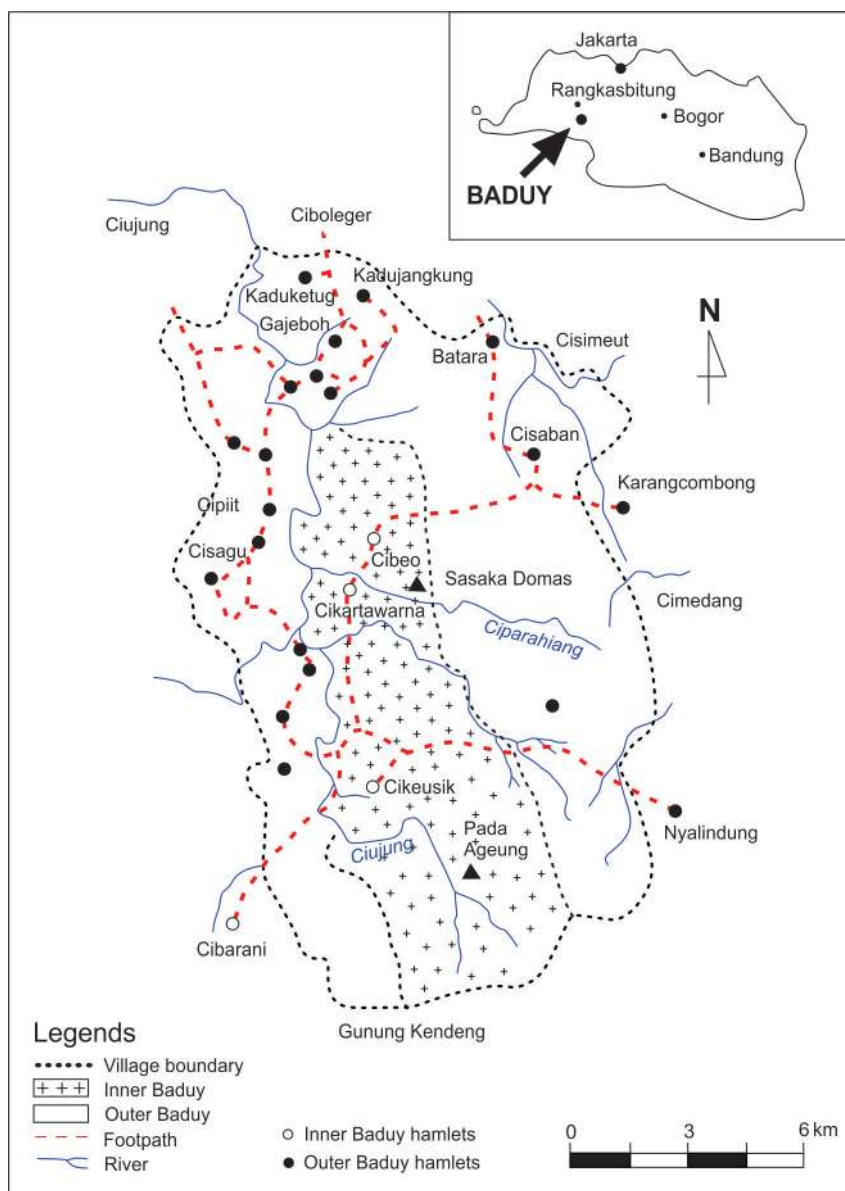 Jakarta
Rangkasbitung
Bogor
Bandung
BADUY
Ciujung
Ciboleger
Kadujangkung
Kaduketug
Gajeboh
N
Batara
Cisimeut
Cisaban
Karangcombong
Cipiit
Cisagu
Cibeo
Sasaka Domas
Cikartawarna
Cimedang
Ciparahiang
Cikeusik
Pada
Ageung
Nyalindung
Ciujung
Cibarani
Gunung Kendeng
Legends
Village boundary
Inner Baduy
Outer Baduy
Footpath
River
Inner Baduy hamlets
Outer Baduy hamlets
0 3 6 km